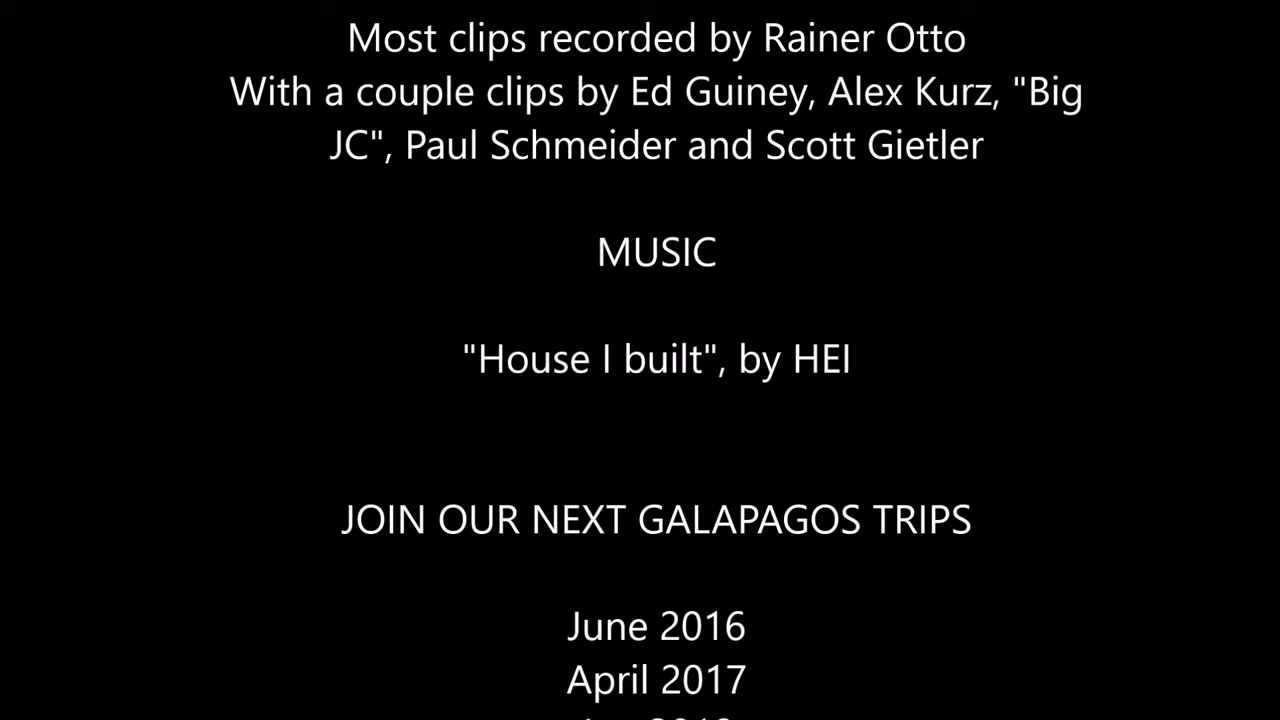 Most clips recorded by Rainer Otto
With a couple clips by Ed Guiney, Alex Kurz, "Big
JC", Paul Schmeider and Scott Gietler
MUSIC
"House I built", by HEI
JOIN OUR NEXT GALAPAGOS TRIPS
June 2016
April 2017